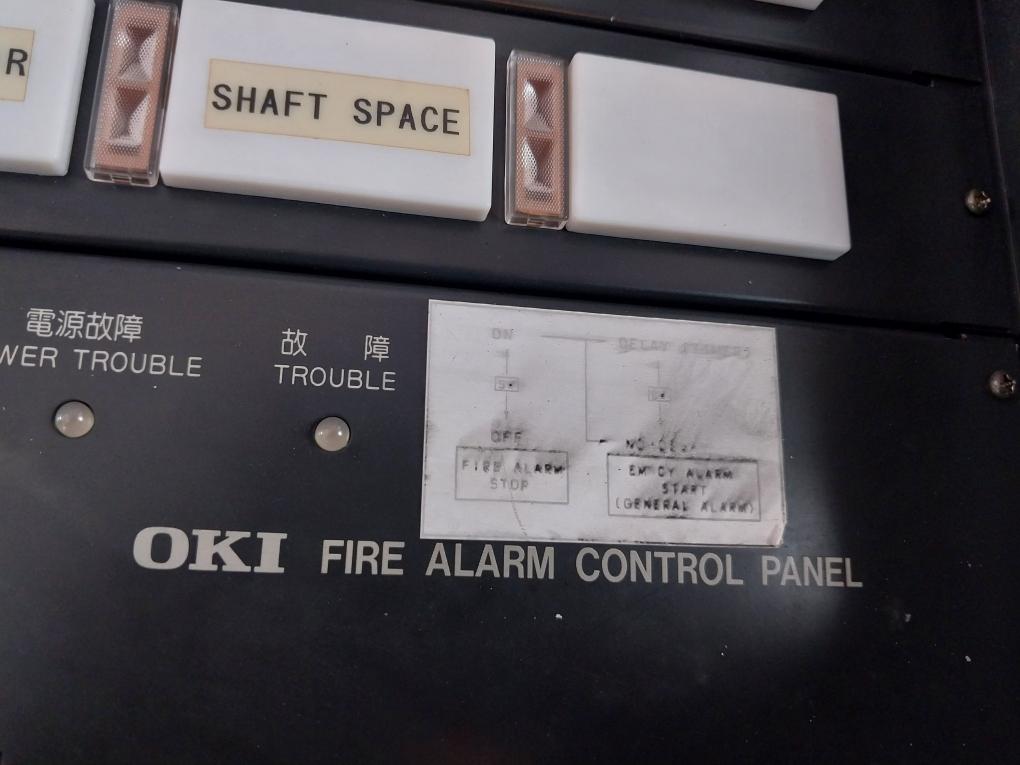 R
SHAFT SPACE
電源故障
WER TROUBLE
故 障
TROUBLE
ON
DELAY
OFF
FIRE ALARM
STOP
ALARM
START
(GENERAL ALARM)
OKI FIRE ALARM CONTROL PANEL